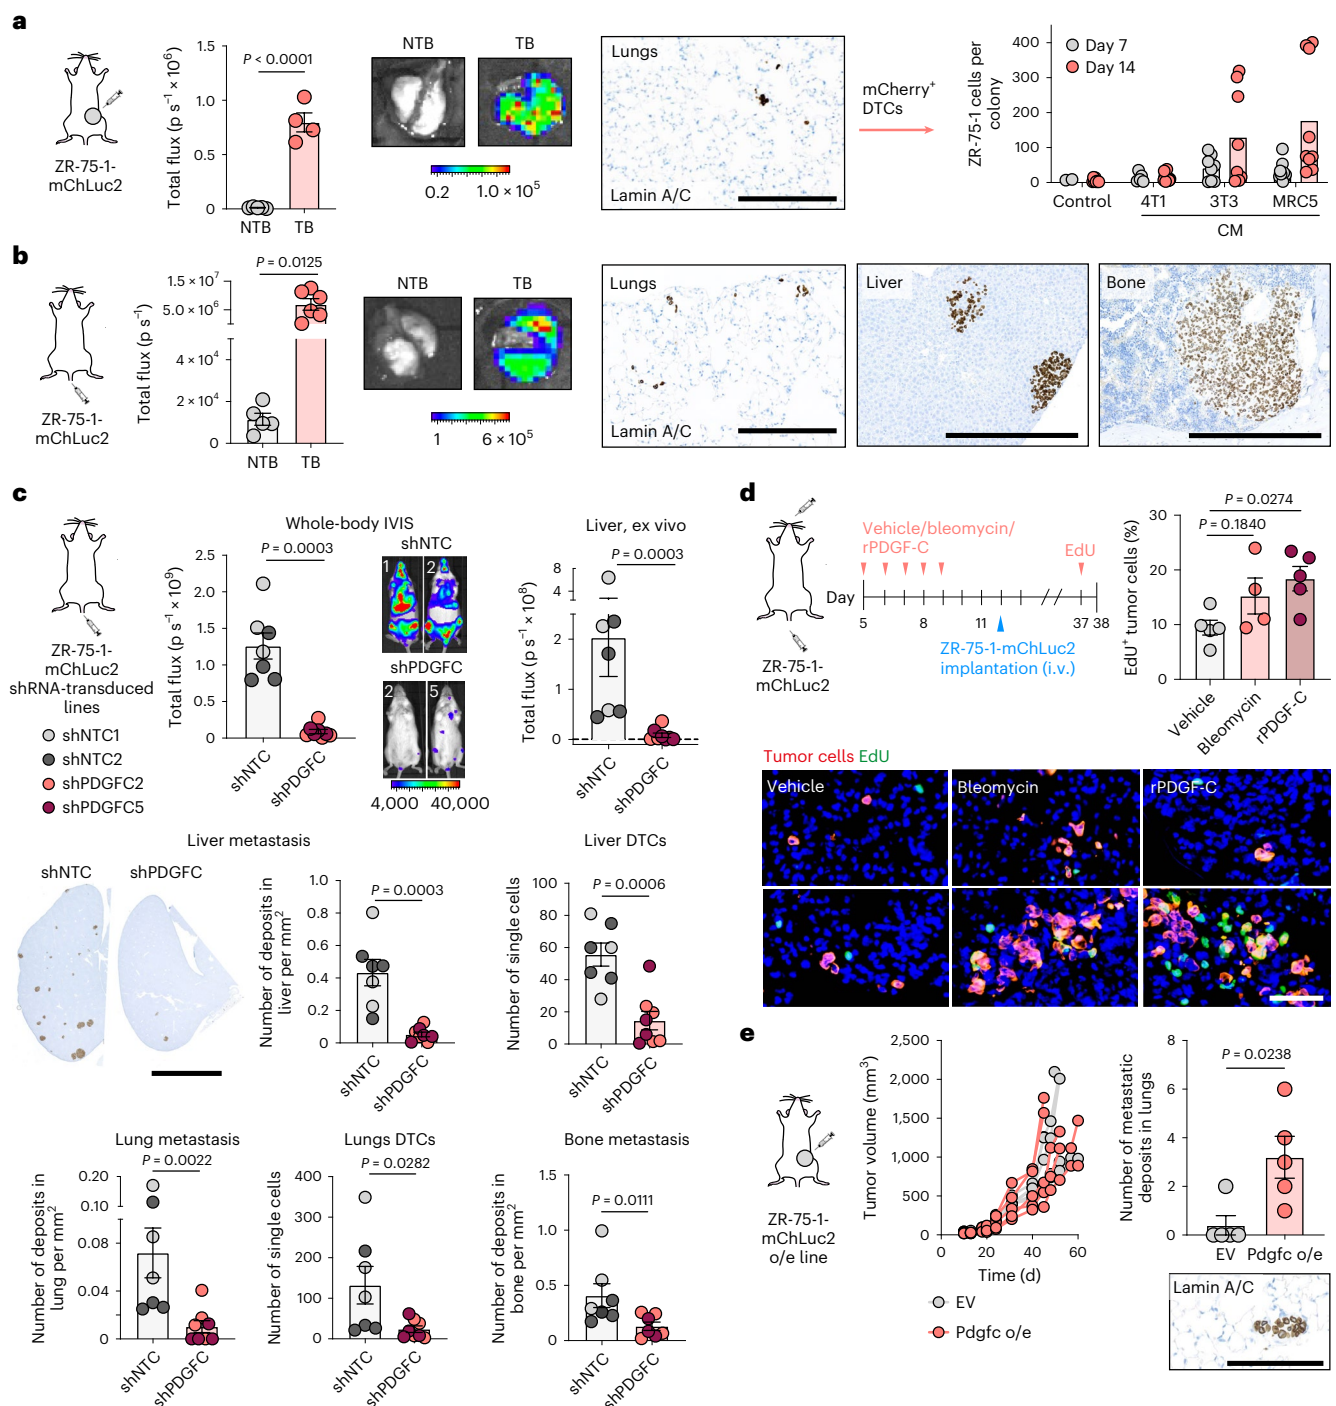 a
ZR-75-1-
mChLuc2
Total flux (p s⁻¹ × 10⁶)
1.5
1.0
0.5
0
P < 0.0001
NTB
TB
NTB
TB
0.2
1.0 × 10⁵
Lungs
Lamin A/C
mCherry⁺
DTCs
ZR-75-1 cells per
colony
400
300
200
100
0
Day 7
Day 14
Control
4T1
3T3
MRC5
CM
b
ZR-75-1-
mChLuc2
Total flux (p s⁻¹)
1.5 × 10⁷
5.0 × 10⁶
4 × 10⁴
2 × 10⁴
0
P = 0.0125
NTB
TB
NTB
TB
1
6 × 10⁵
Lungs
Lamin A/C
Liver
Bone
c
ZR-75-1-
mChLuc2
shRNA-transduced
lines
shNTC1
shNTC2
shPDGFC2
shPDGFC5
Whole-body IVIS
Total flux (p s⁻¹ × 10⁹)
2.5
2.0
1.5
1.0
0.5
0
P = 0.0003
shNTC
shPDGFC
shNTC
1
2
shPDGFC
2
5
4,000
40,000
Liver, ex vivo
Total flux (p s⁻¹ × 10⁸)
8
4
2
1
0
P = 0.0003
shNTC
shPDGFC
Liver metastasis
shNTC
shPDGFC
Number of deposits in
liver per mm²
1.0
0.8
0.6
0.4
0.2
0
P = 0.0003
shNTC
shPDGFC
Liver DTCs
Number of single cells
100
80
60
40
20
0
P = 0.0006
shNTC
shPDGFC
Lung metastasis
Number of deposits in
lung per mm²
0.20
0.10
0.08
0.04
0
P = 0.0022
shNTC
shPDGFC
Lungs DTCs
Number of single cells
400
300
200
100
0
P = 0.0282
shNTC
shPDGFC
Bone metastasis
Number of deposits in
bone per mm²
1.5
1.0
0.5
0
P = 0.0111
shNTC
shPDGFC
d
ZR-75-1-
mChLuc2
Vehicle/bleomycin/
rPDGF-C
EdU
Day
5
8
11
37
38
ZR-75-1-mChLuc2
implantation (i.v.)
EdU⁺ tumor cells (%)
30
20
10
0
P = 0.0274
P = 0.1840
Vehicle
Bleomycin
rPDGF-C
Tumor cells EdU
Vehicle
Bleomycin
rPDGF-C
e
ZR-75-1-
mChLuc2
o/e line
Tumor volume (mm³)
2,500
2,000
1,500
1,000
500
0
0
20
40
60
Time (d)
EV
Pdgfc o/e
Number of metastatic
deposits in lungs
8
6
4
2
0
P = 0.0238
EV
Pdgfc o/e
Lamin A/C